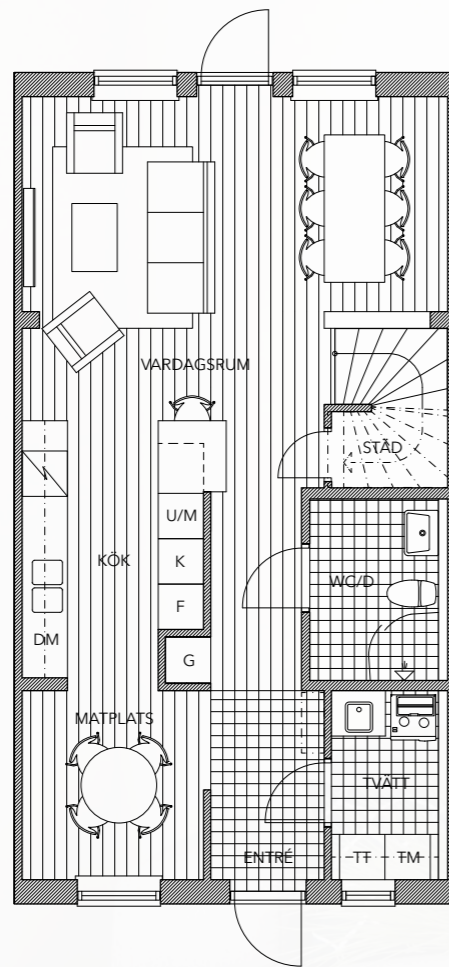 VARDAGSRUM
STÄD
U/M
KÖK
K
WC/D
F
DM
G
MATPLATS
TVÄTT
ENTRÉ
TT
TM